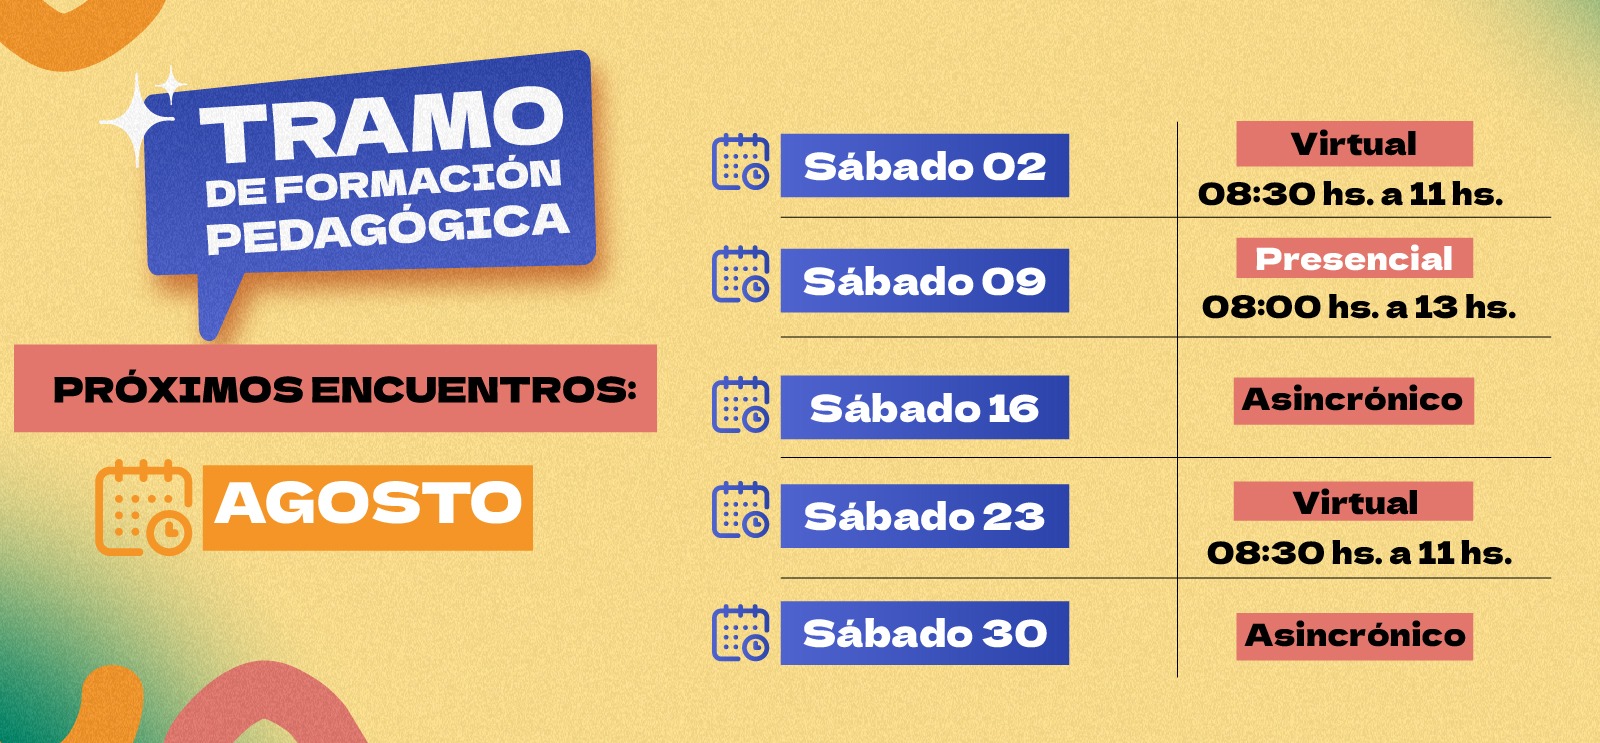 TRAMO
DE FORMACIÓN
PEDAGÓGICA
PRÓXIMOS ENCUENTROS:
AGOSTO
Sábado 02
Virtual
08:30 hs. a 11 hs.
Sábado 09
Presencial
08:00 hs. a 13 hs.
Sábado 16
Asincrónico
Sábado 23
Virtual
08:30 hs. a 11 hs.
Sábado 30
Asincrónico